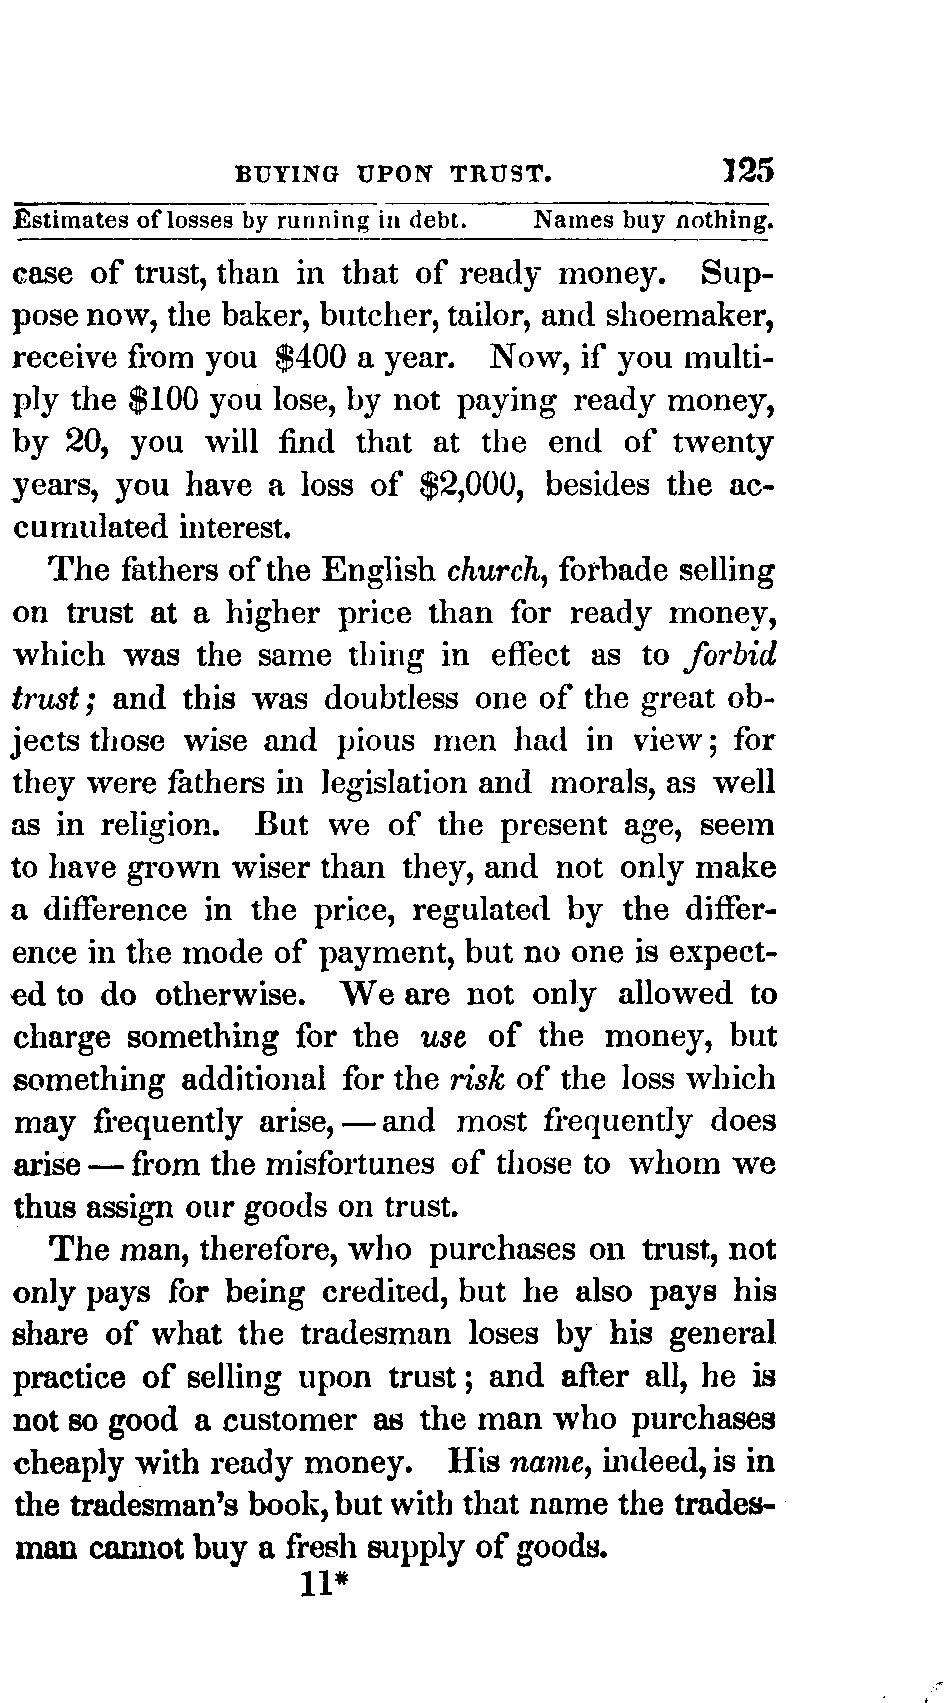 BUYING UPON TRUST. 125
Estimates of losses by running in debt. Names buy nothing.
case of trust, than in that of ready money. Sup-
pose now, the baker, butcher, tailor, and shoemaker,
receive from you $400 a year. Now, if you multi-
ply the $100 you lose, by not paying ready money,
by 20, you will find that at the end of twenty
years, you have a loss of $2,000, besides the ac-
cumulated interest.
The fathers of the English church, forbade selling
on trust at a higher price than for ready money,
which was the same thing in effect as to forbid
trust; and this was doubtless one of the great ob-
jects those wise and pious men had in view; for
they were fathers in legislation and morals, as well
as in religion. But we of the present age, seem
to have grown wiser than they, and not only make
a difference in the price, regulated by the differ-
ence in the mode of payment, but no one is expect-
ed to do otherwise. We are not only allowed to
charge something for the use of the money, but
something additional for the risk of the loss which
may frequently arise, — and most frequently does
arise — from the misfortunes of those to whom we
thus assign our goods on trust.
The man, therefore, who purchases on trust, not
only pays for being credited, but he also pays his
share of what the tradesman loses by his general
practice of selling upon trust; and after all, he is
not so good a customer as the man who purchases
cheaply with ready money. His name, indeed, is in
the tradesman's book, but with that name the trades-
man cannot buy a fresh supply of goods.
11*